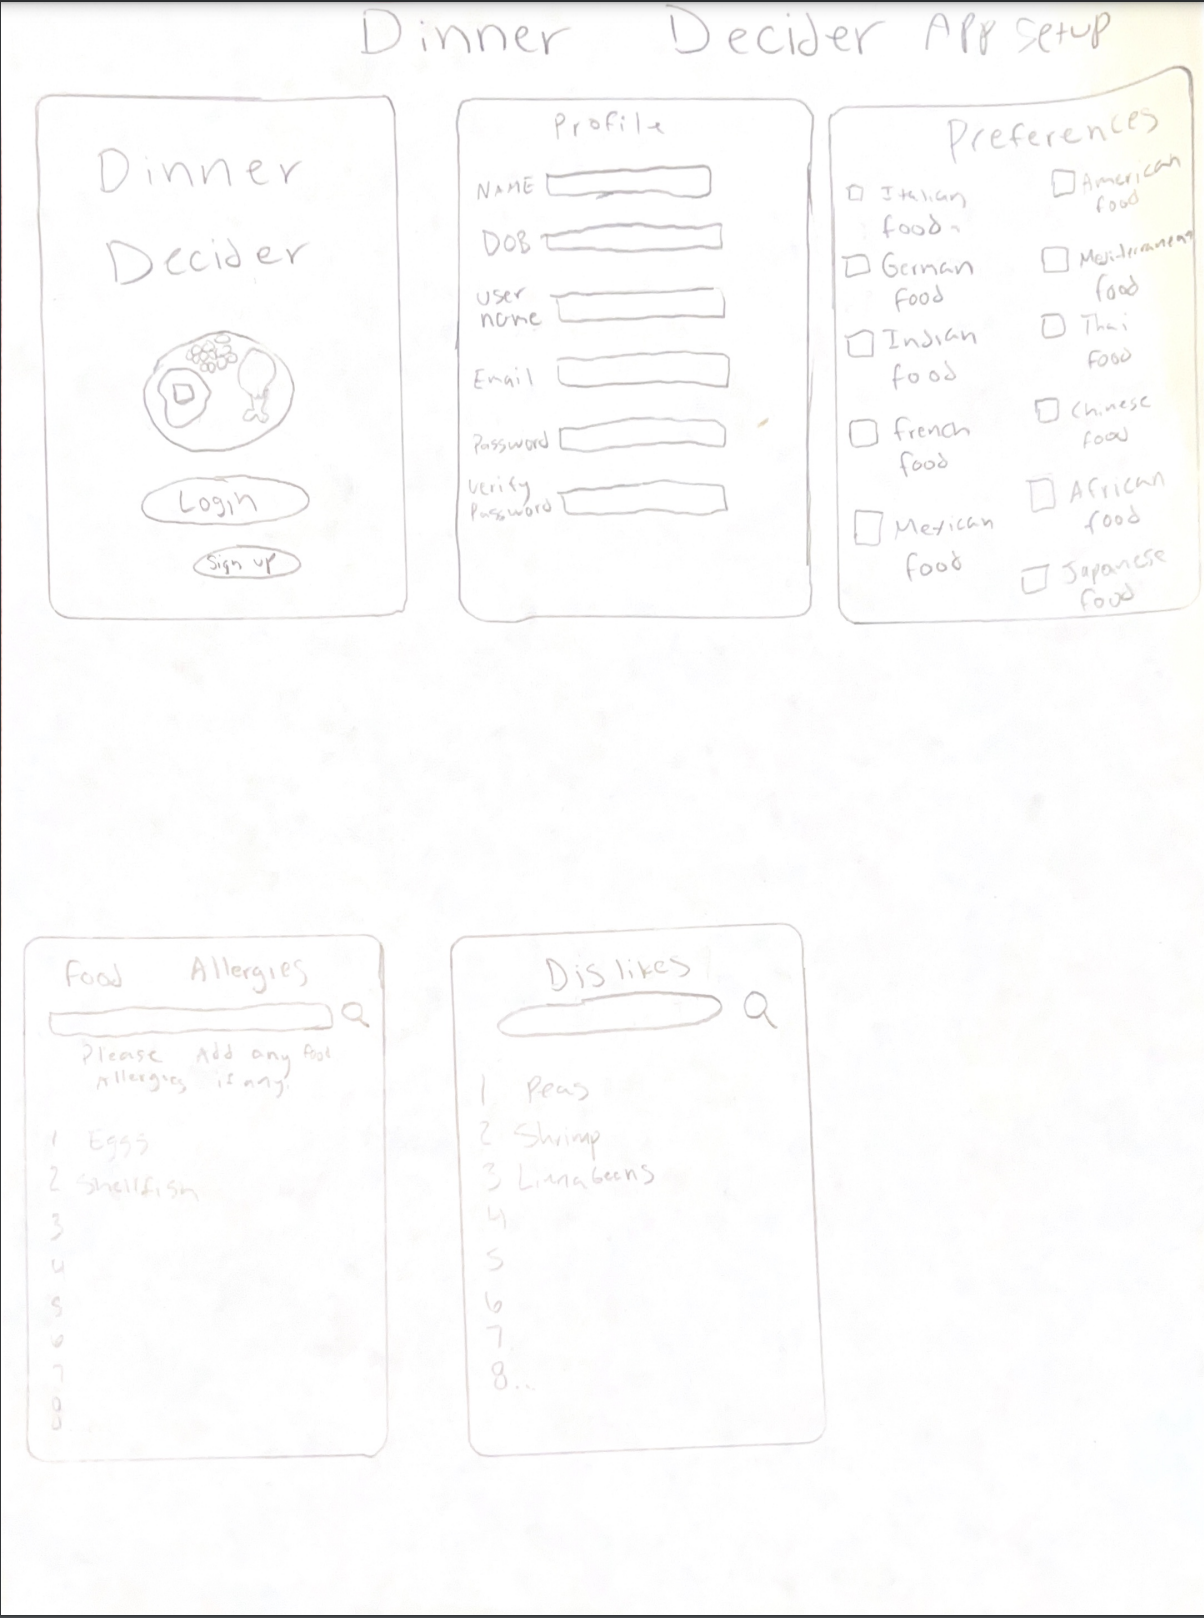 Dinner Decider App Setup
Dinner
Decider
Login
Sign up
Profile
NAME
DOB
User
name
Email
Password
Verify
Password
Preferences
Italian
food
German
food
Indian
food
French
food
Mexican
food
American
food
Mediterranean
food
Thai
food
Chinese
food
African
food
Japanese
food
Food Allergies
Please Add any food
Allergies if any.
1 Eggs
2 Shellfish
3
4
5
6
7
8
Dislikes
1 Peas
2 Shrimp
3 Limabeens
4
5
6
7
8..